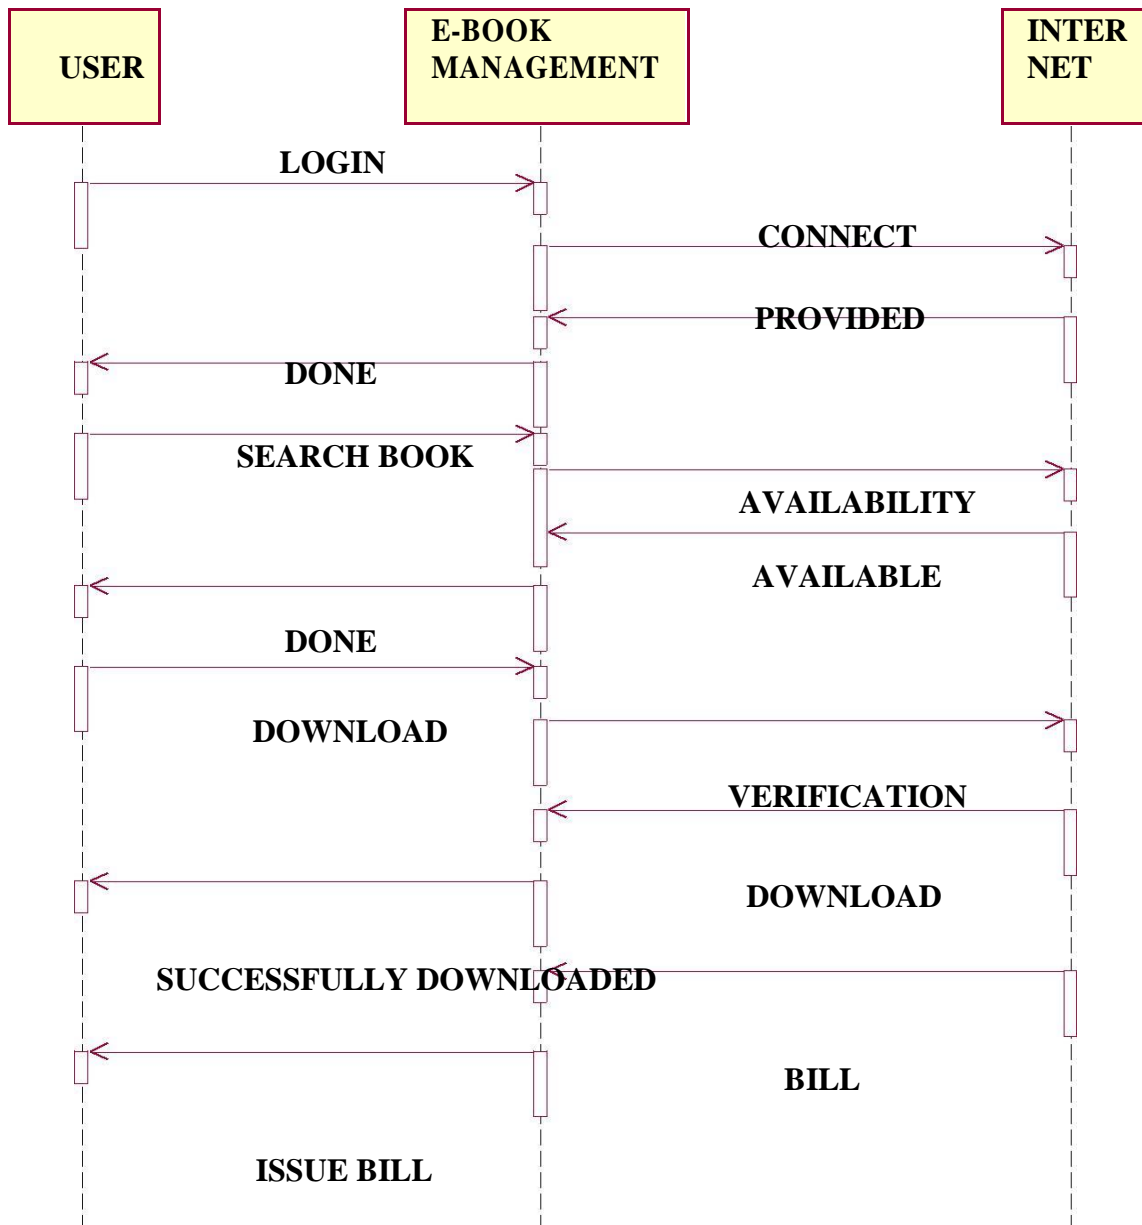 USER
E-BOOK
MANAGEMENT
INTER
NET
LOGIN
CONNECT
PROVIDED
DONE
SEARCH BOOK
AVAILABILITY
AVAILABLE
DONE
DOWNLOAD
VERIFICATION
DOWNLOAD
SUCCESSFULLY DOWNLOADED
BILL
ISSUE BILL